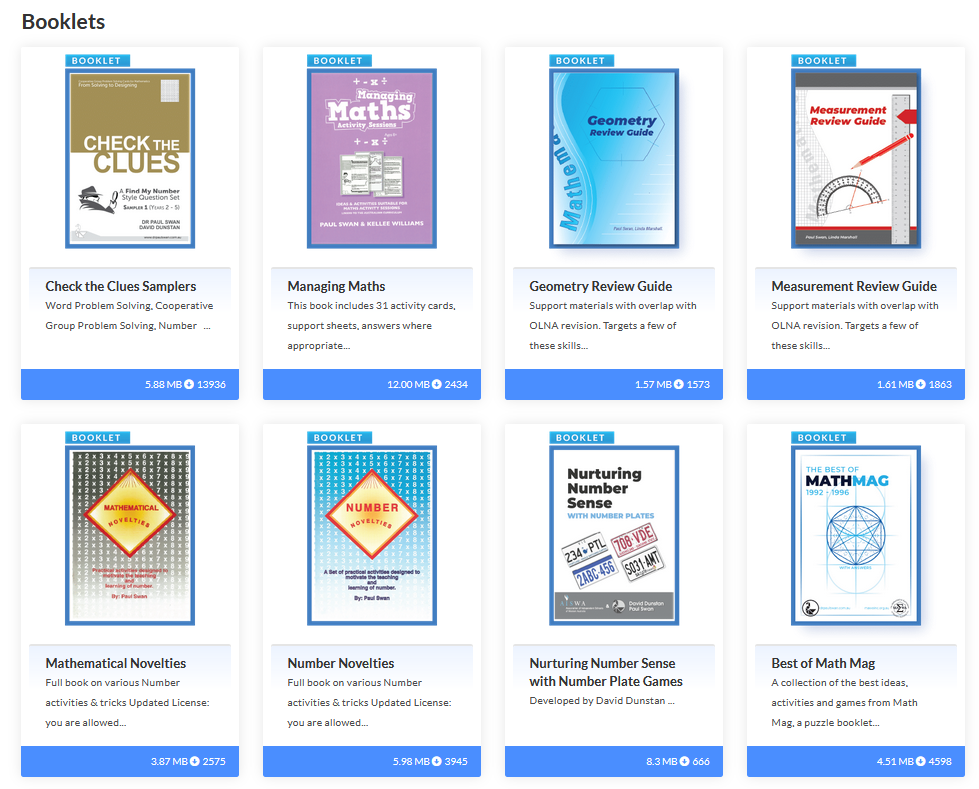 Booklets
BOOKLET
From Solving to Designing
CHECK THE
CLUES
A Find My Number
Style Question Set
SAMPLER 1 (YEARS 2 - 5)
DR PAUL SWAN
DAVID DUNSTAN
Check the Clues Samplers
Word Problem Solving, Cooperative
Group Problem Solving, Number ...
5.88 MB 13936
BOOKLET
+ - x ÷
Managing
Maths
Activity Sessions
+ - x ÷
IDEAS & ACTIVITIES SUITABLE FOR
MATHS ACTIVITY SESSIONS
PAUL SWAN & KELLEE WILLIAMS
Managing Maths
This book includes 31 activity cards,
support sheets, answers where
appropriate...
12.00 MB 2434
BOOKLET
Geometry
Review Guide
Mathema
Paul Swan, Linda Marshall
Geometry Review Guide
Support materials with overlap with
OLNA revision. Targets a few of
these skills...
1.57 MB 1573
BOOKLET
Measurement
Review Guide
Paul Swan, Linda Marshall
Measurement Review Guide
Support materials with overlap with
OLNA revision. Targets a few of
these skills...
1.61 MB 1863
BOOKLET
MATHEMATICAL
NOVELTIES
Practical activities designed to
motivate the teaching
and
learning of number.
By: Paul Swan
Mathematical Novelties
Full book on various Number
activities & tricks Updated License:
you are allowed...
3.87 MB 2575
BOOKLET
NUMBER
NOVELTIES
A Set of practical activities designed to
motivate the teaching
and
learning of number.
By: Paul Swan
Number Novelties
Full book on various Number
activities & tricks Updated License:
you are allowed...
5.98 MB 3945
BOOKLET
Nurturing
Number
Sense
WITH NUMBER PLATES
234 PTL
708-VDE
2ABC·456
S031·AMT
AISWA
&
David Dunstan
Paul Swan
Nurturing Number Sense
with Number Plate Games
Developed by David Dunstan ...
8.3 MB 666
BOOKLET
THE BEST OF
MATHMAG
1992 - 1996
WITH ANSWERS
Best of Math Mag
A collection of the best ideas,
activities and games from Math
Mag, a puzzle booklet...
4.51 MB 4598